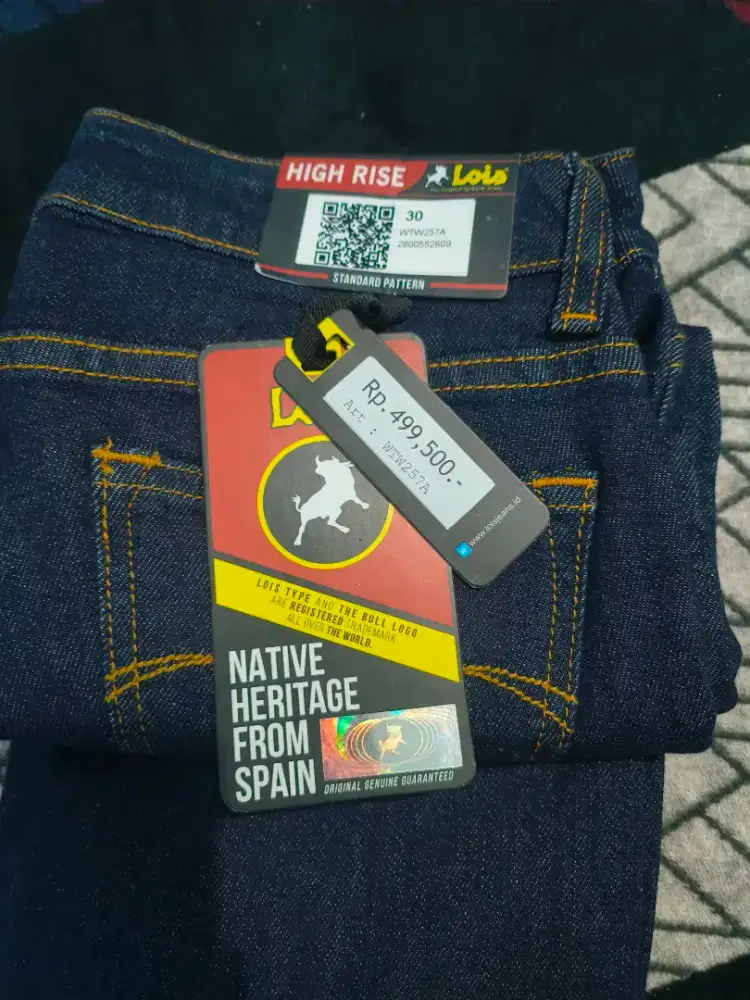 HIGH RISE
Lois
30
WTW257A
2600552609
STANDARD PATTERN
Rp.499,500.-
Art : WTW257A
www.loisjeans.id
LOIS TYPE AND THE BULL LOGO
ARE REGISTERED TRADEMARK
ALL OVER THE WORLD.
NATIVE
HERITAGE
FROM
SPAIN
ORIGINAL GENUINE GUARANTEED